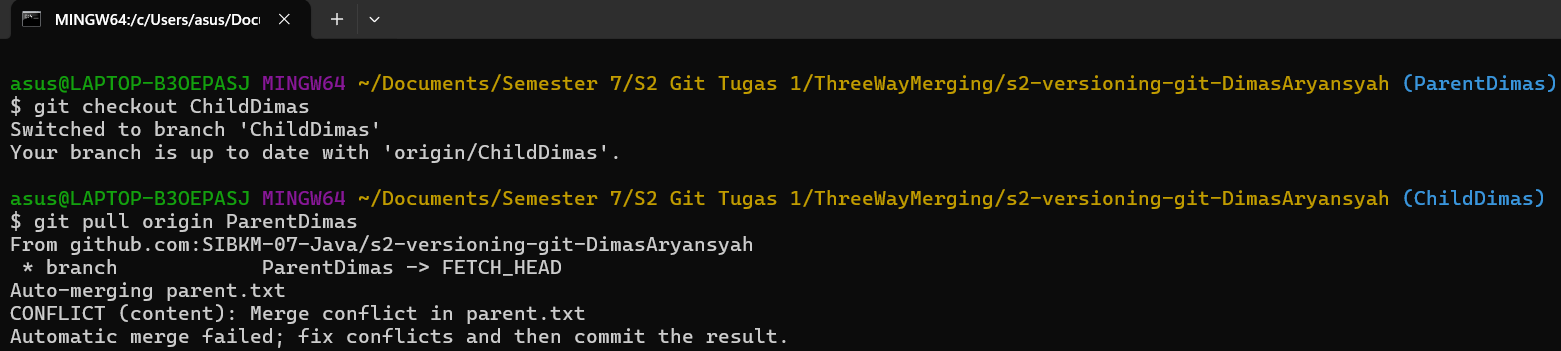 MINGW64:/c/Users/asus/Docu
asus@LAPTOP-B3OEPASJ MINGW64 ~/Documents/Semester 7/S2 Git Tugas 1/ThreeWayMerging/s2-versioning-git-DimasAryansyah (ParentDimas)
$ git checkout ChildDimas
Switched to branch 'ChildDimas'
Your branch is up to date with 'origin/ChildDimas'.
asus@LAPTOP-B3OEPASJ MINGW64 ~/Documents/Semester 7/S2 Git Tugas 1/ThreeWayMerging/s2-versioning-git-DimasAryansyah (ChildDimas)
$ git pull origin ParentDimas
From github.com:SIBKM-07-Java/s2-versioning-git-DimasAryansyah
 * branch            ParentDimas -> FETCH_HEAD
Auto-merging parent.txt
CONFLICT (content): Merge conflict in parent.txt
Automatic merge failed; fix conflicts and then commit the result.